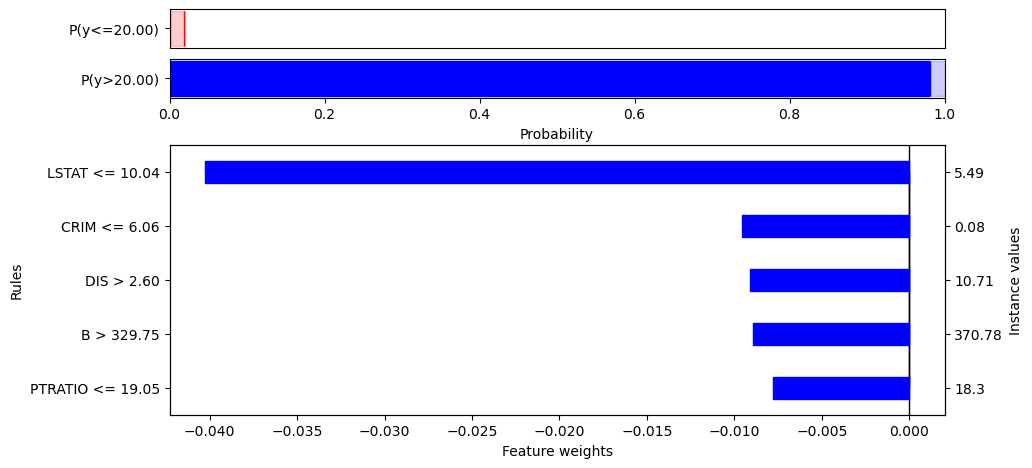 P(y<=20.00)
P(y>20.00)
0.0 0.2 0.4 0.6 0.8 1.0
Probability
LSTAT <= 10.04 5.49
CRIM <= 6.06 0.08
DIS > 2.60 10.71
B > 329.75 370.78
PTRATIO <= 19.05 18.3
Rules
Instance values
−0.040 −0.035 −0.030 −0.025 −0.020 −0.015 −0.010 −0.005 0.000
Feature weights